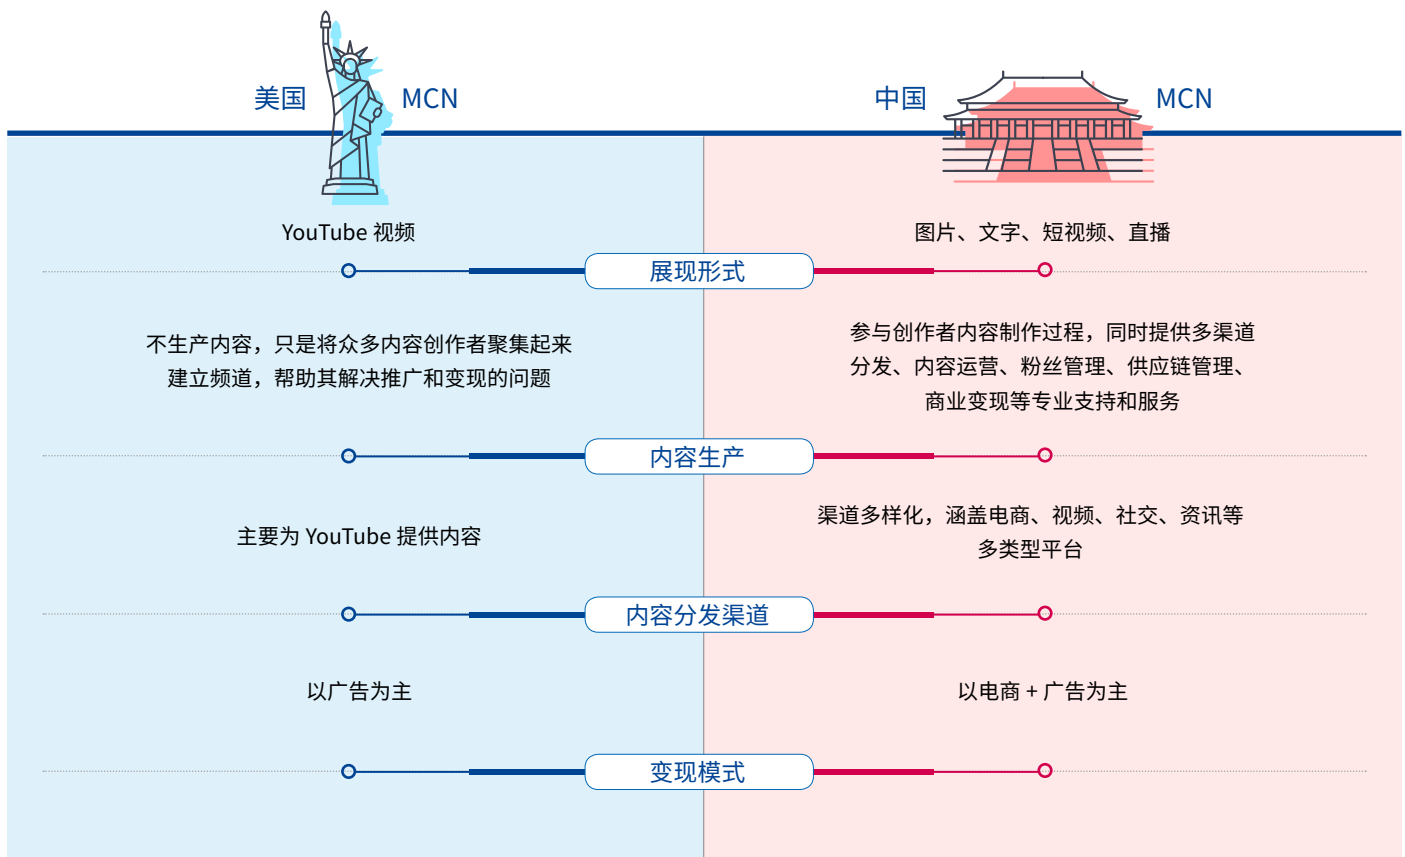 美国 MCN
中国 MCN
YouTube 视频
图片、文字、短视频、直播
展现形式
不生产内容，只是将众多内容创作者聚集起来
建立频道，帮助其解决推广和变现的问题
参与创作者内容制作过程，同时提供多渠道
分发、内容运营、粉丝管理、供应链管理、
商业变现等专业支持和服务
内容生产
主要为 YouTube 提供内容
渠道多样化，涵盖电商、视频、社交、资讯等
多类型平台
内容分发渠道
以广告为主
以电商 + 广告为主
变现模式